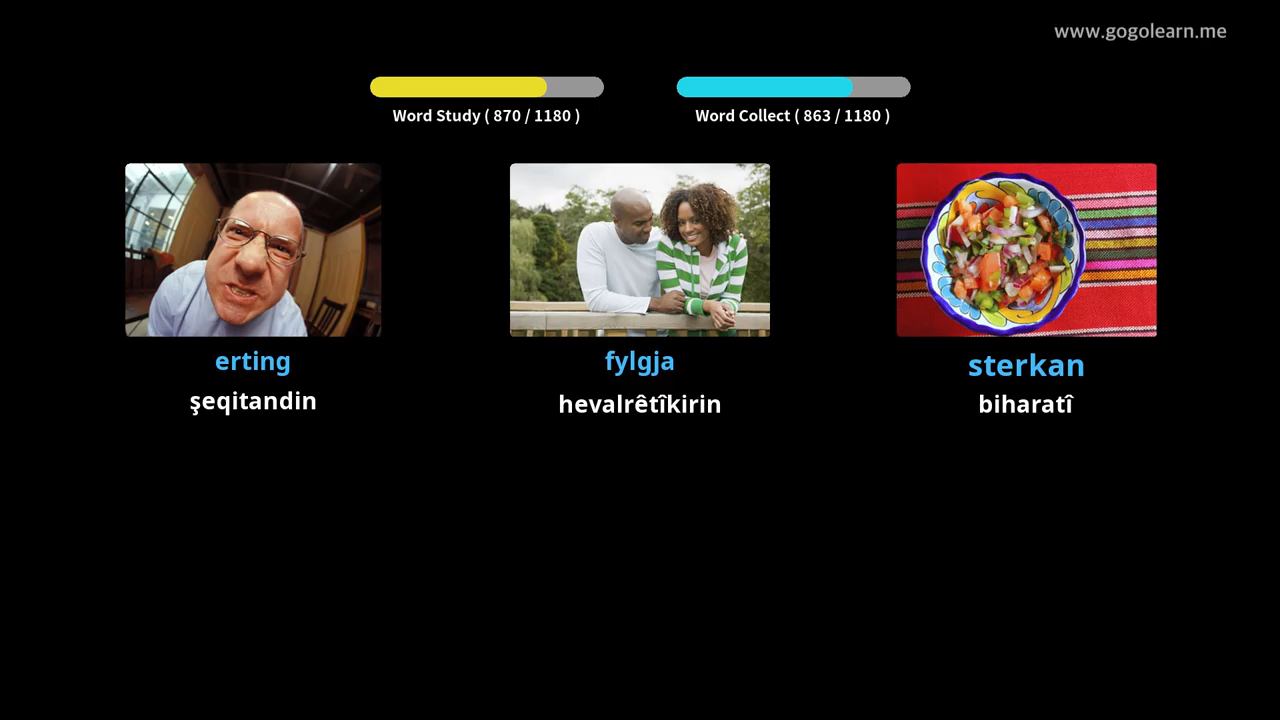 www.gogolearn.me
Word Study ( 870 / 1180 )
Word Collect ( 863 / 1180 )
erting
şeqitandin
fylgja
hevalrêtîkirin
sterkan
biharatî